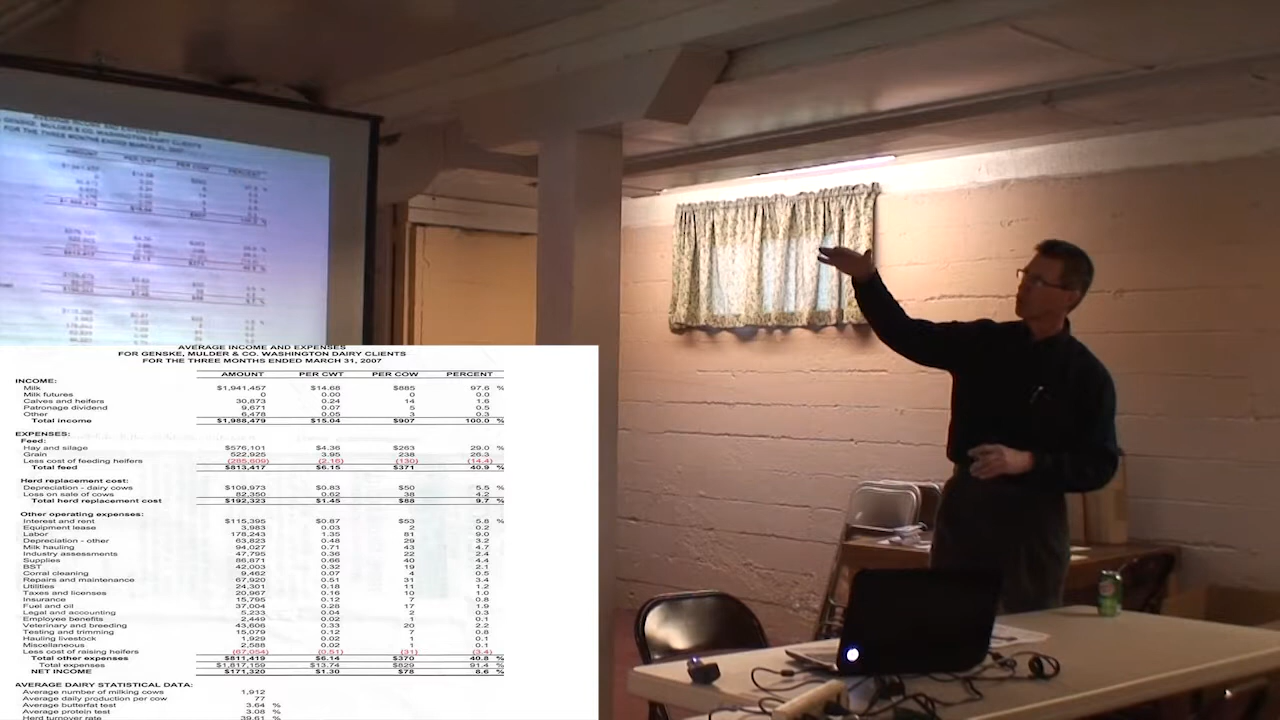 AVERAGE INCOME AND EXPENSES
FOR GENSKE, MULDER & CO. WASHINGTON DAIRY CLIENTS
FOR THE THREE MONTHS ENDED MARCH 31, 2007
AMOUNT PER CWT PER COW PERCENT
INCOME:
Milk $1,941,457 $14.68 $885 97.6 %
Milk futures 0 0.00 0 0.0
Calves and heifers 30,873 0.24 14 1.6
Patronage dividend 9,671 0.07 5 0.5
Other 6,478 0.05 3 0.3
Total income $1,988,479 $15.04 $907 100.0 %
EXPENSES:
Feed:
Hay and silage $576,101 $4.36 $263 29.0 %
Grain 522,925 3.95 238 26.3
Less cost of feeding heifers (285,609) (2.16) (130) (14.4)
Total feed $813,417 $6.15 $371 40.9 %
Herd replacement cost:
Depreciation - dairy cows $109,973 $0.83 $50 5.5 %
Loss on sale of cows 82,350 0.62 38 4.2
Total herd replacement cost $192,323 $1.45 $88 9.7 %
Other operating expenses:
Interest and rent $115,395 $0.87 $53 5.8 %
Equipment lease 3,983 0.03 2 0.2
Labor 178,243 1.35 81 9.0
Depreciation - other 63,823 0.48 29 3.2
Milk hauling 94,027 0.71 43 4.7
Industry assessments 47,795 0.36 22 2.4
Supplies 86,871 0.66 40 4.4
BST 42,003 0.32 19 2.1
Corral cleaning 9,462 0.07 4 0.5
Repairs and maintenance 67,920 0.51 31 3.4
Utilities 24,301 0.18 11 1.2
Taxes and licenses 20,967 0.16 10 1.0
Insurance 15,795 0.12 7 0.8
Fuel and oil 37,004 0.28 17 1.9
Legal and accounting 5,233 0.04 2 0.3
Employee benefits 2,449 0.02 1 0.1
Veterinary and breeding 43,606 0.33 20 2.2
Testing and trimming 15,079 0.12 7 0.8
Hauling livestock 1,929 0.02 1 0.1
Miscellaneous 2,588 0.02 1 0.1
Less cost of raising heifers (67,054) (0.51) (31) (3.4)
Total other expenses $811,419 $6.14 $370 40.8 %
Total expenses $1,817,159 $13.74 $829 91.4 %
NET INCOME $171,320 $1.30 $78 8.6 %
AVERAGE DAIRY STATISTICAL DATA:
Average number of milking cows 1,912
Average daily production per cow 77
Average butterfat test 3.64 %
Average protein test 3.08 %
Herd turnover rate 39.61 %